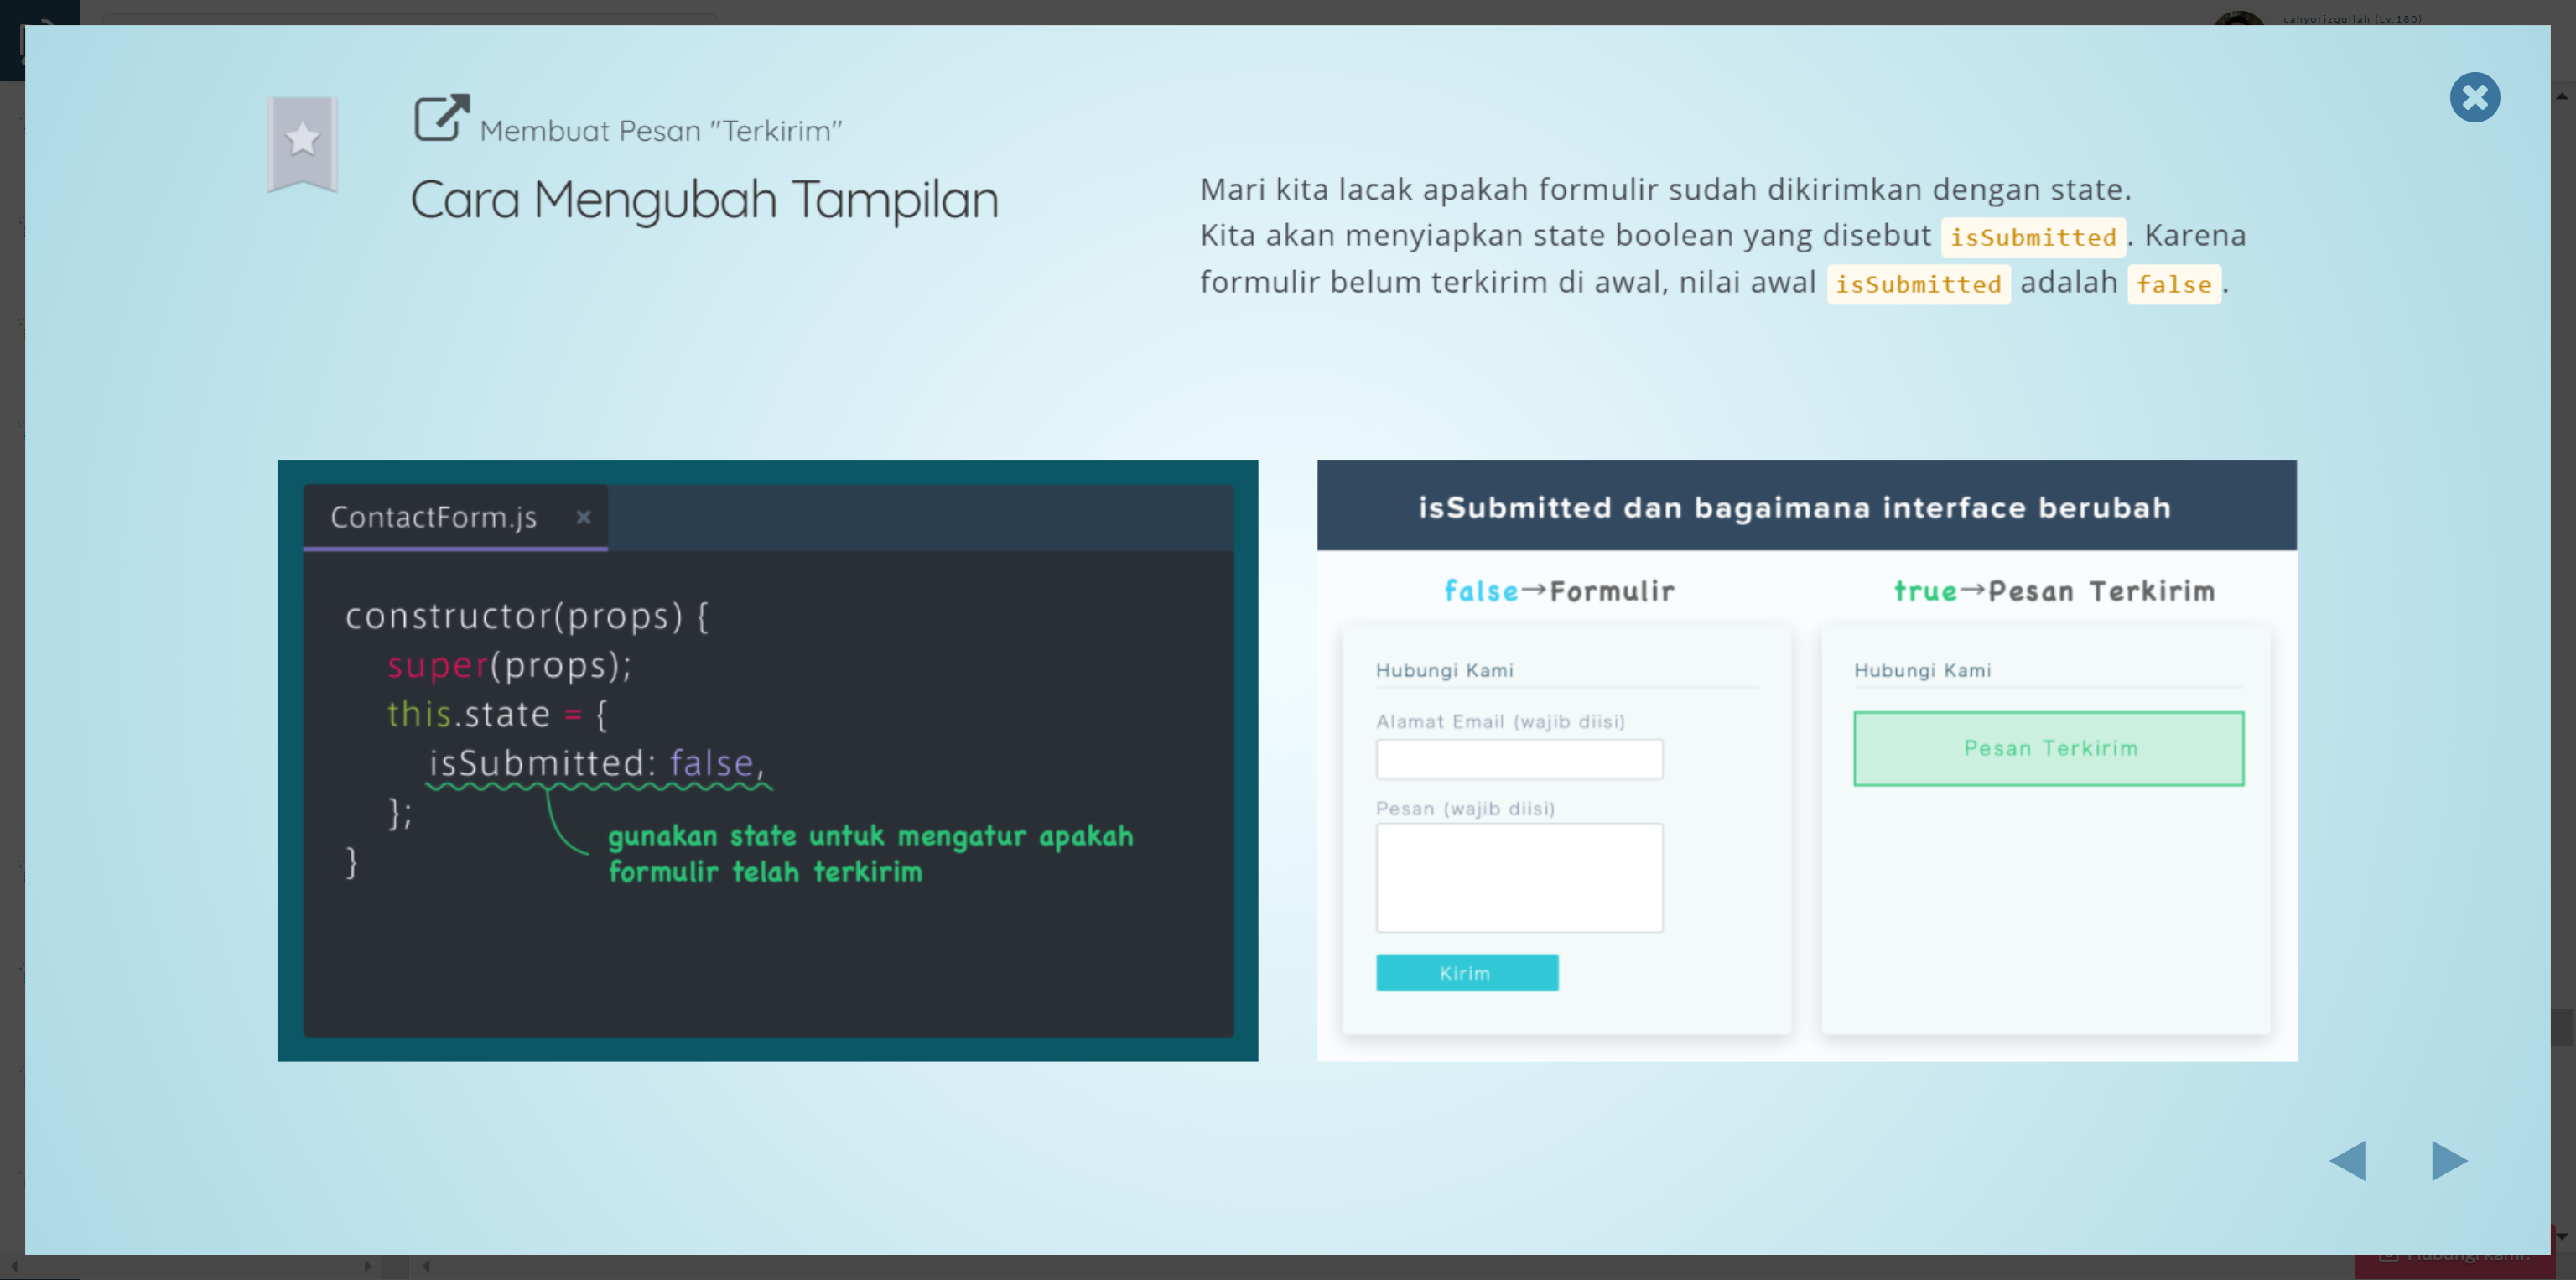 cahyorizqullah (Lv.180)
Membuat Pesan "Terkirim"
Cara Mengubah Tampilan
Mari kita lacak apakah formulir sudah dikirimkan dengan state.
Kita akan menyiapkan state boolean yang disebut isSubmitted. Karena
formulir belum terkirim di awal, nilai awal isSubmitted adalah false.
ContactForm.js ×
constructor(props) {
super(props);
this.state = {
isSubmitted: false,
};
}
gunakan state untuk mengatur apakah
formulir telah terkirim
isSubmitted dan bagaimana interface berubah
false→Formulir
Hubungi Kami
Alamat Email (wajib diisi)
Pesan (wajib diisi)
Kirim
true→Pesan Terkirim
Hubungi Kami
Pesan Terkirim
Hubungi kami!